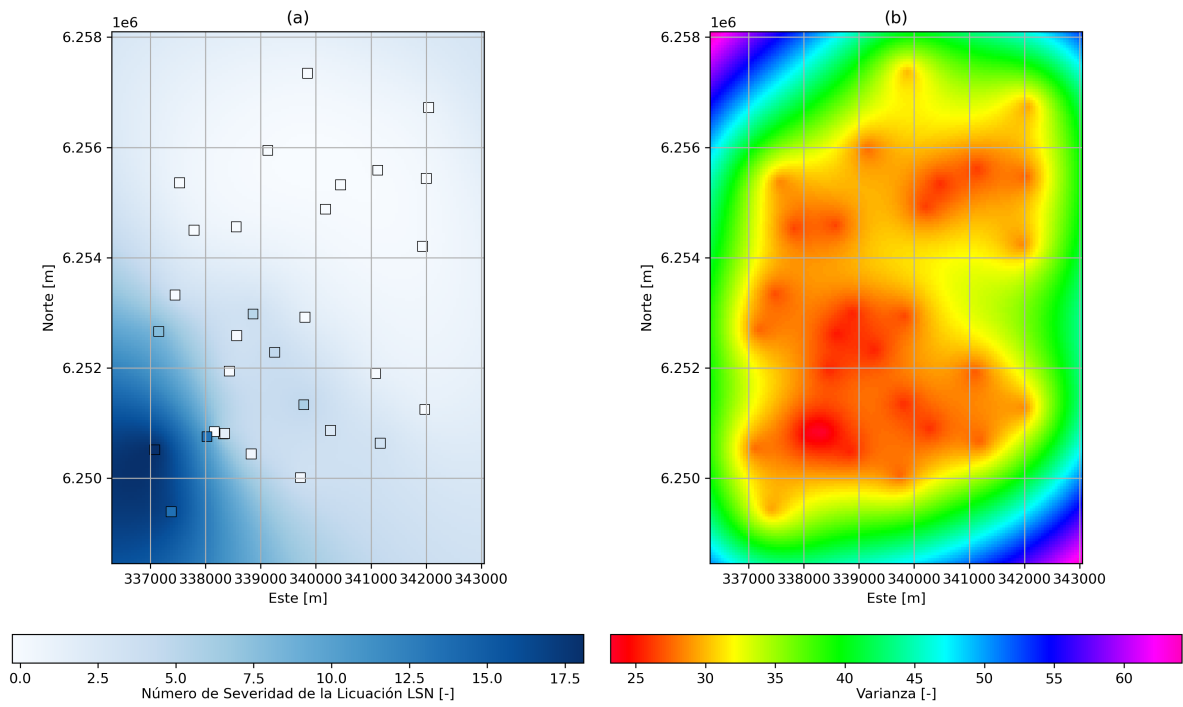 (a)
1e6
6.258
6.256
6.254
6.252
6.250
Norte [m]
337000 338000 339000 340000 341000 342000 343000
Este [m]
0.0 2.5 5.0 7.5 10.0 12.5 15.0 17.5
Número de Severidad de la Licuación LSN [-]
(b)
1e6
6.258
6.256
6.254
6.252
6.250
Norte [m]
337000 338000 339000 340000 341000 342000 343000
Este [m]
25 30 35 40 45 50 55 60
Varianza [-]